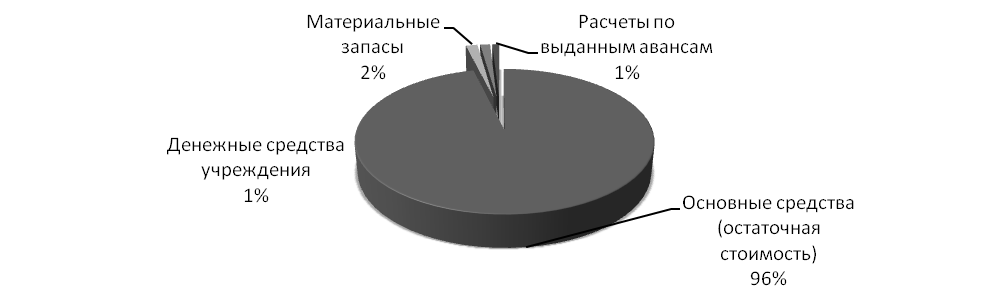 Материальные
запасы
2%
Расчеты по
выданным авансам
1%
Денежные средства
учреждения
1%
Основные средства
(остаточная
стоимость)
96%